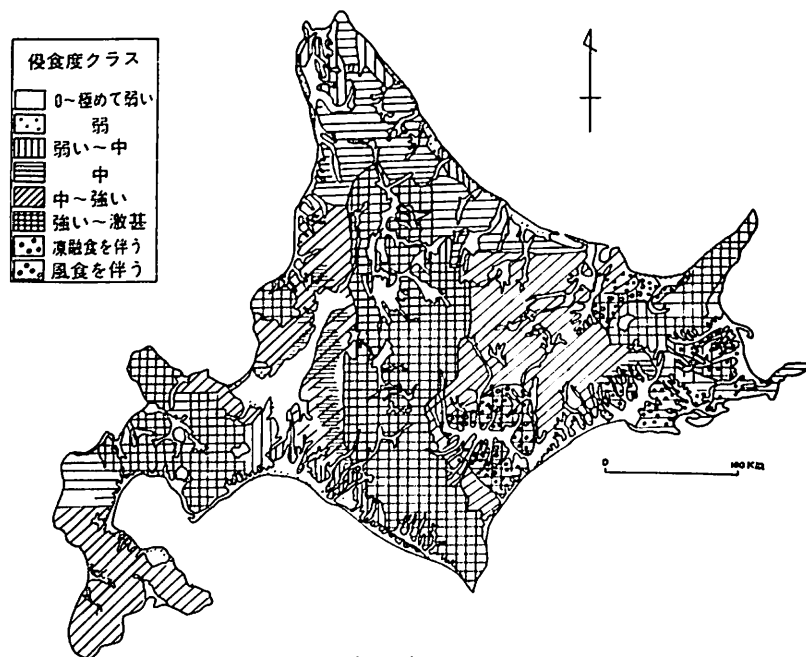 侵食度クラス
0～極めて弱い
弱
弱い～中
中
中～強い
強い～激甚
凍融食を伴う
風食を伴う
0 100Km